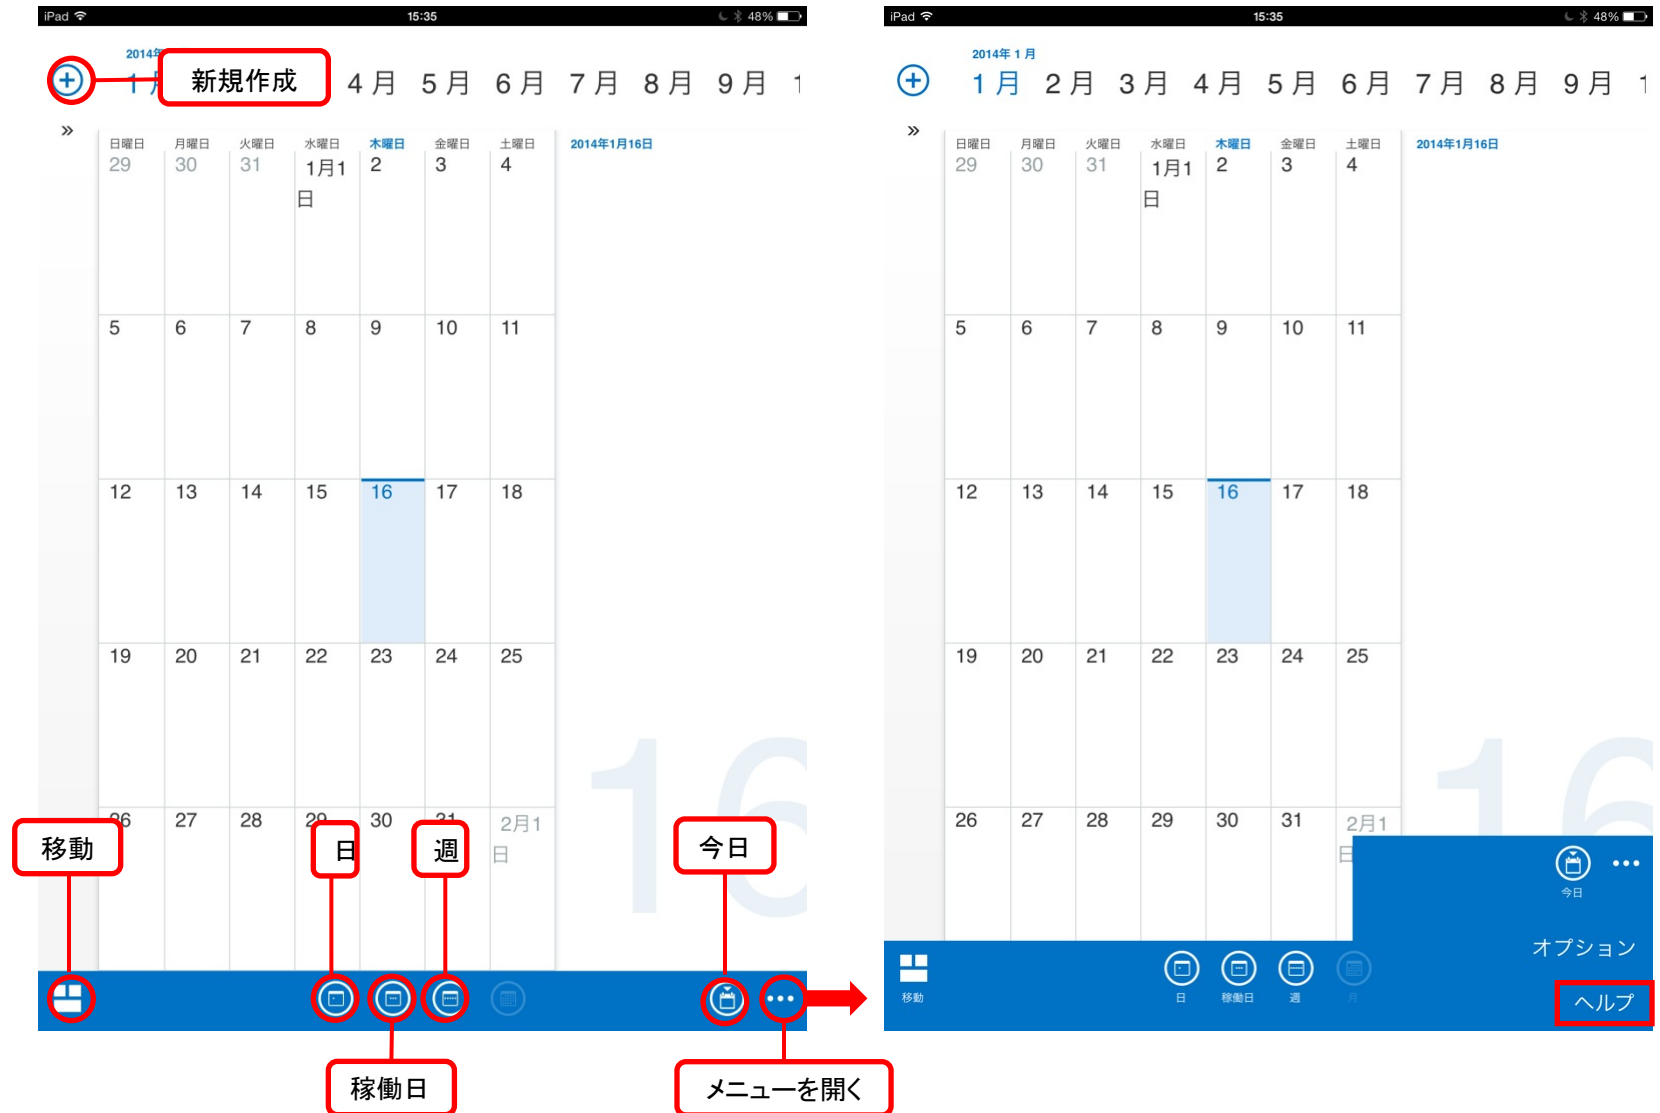 iPad 15:35 48%
2014年
1 月 新規作成 4 月 5 月 6 月 7 月 8 月 9 月 1
»
日曜日 月曜日 火曜日 水曜日 木曜日 金曜日 土曜日 2014年1月16日
29 30 31 1月1日 2 3 4
5 6 7 8 9 10 11
12 13 14 15 16 17 18
19 20 21 22 23 24 25
26 27 28 29 30 31 2月1日
16
移動 日 週 今日
稼働日 メニューを開く
iPad 15:35 48%
2014年 1 月
1 月 2 月 3 月 4 月 5 月 6 月 7 月 8 月 9 月 1
»
日曜日 月曜日 火曜日 水曜日 木曜日 金曜日 土曜日 2014年1月16日
29 30 31 1月1日 2 3 4
5 6 7 8 9 10 11
12 13 14 15 16 17 18
19 20 21 22 23 24 25
26 27 28 29 30 31 2月1日
16
今日
オプション
移動 日 稼働日 週 月
ヘルプ